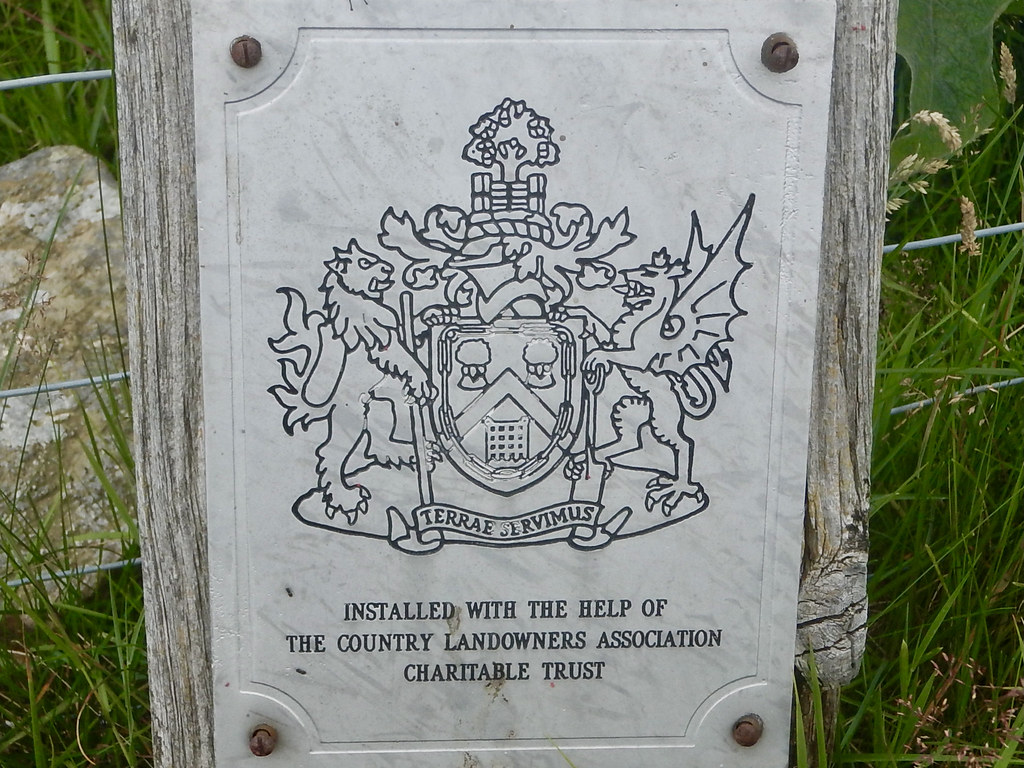 TERRAE SERVIMUS
INSTALLED WITH THE HELP OF
THE COUNTRY LANDOWNERS ASSOCIATION
CHARITABLE TRUST